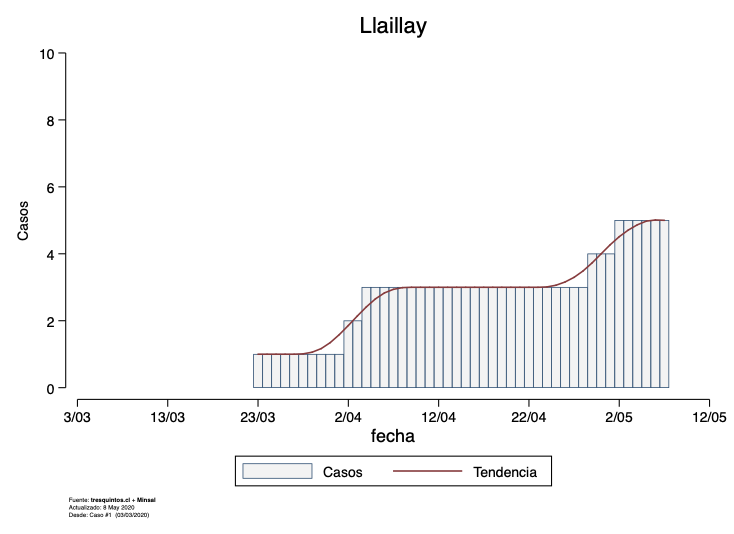 Llaillay
10
8
6
4
2
0
Casos
3/03 13/03 23/03 2/04 12/04 22/04 2/05 12/05
fecha
Casos Tendencia
Fuente: tresquintos.cl + Minsal
Actualizado: 8 May 2020
Desde: Caso #1 (03/03/2020)